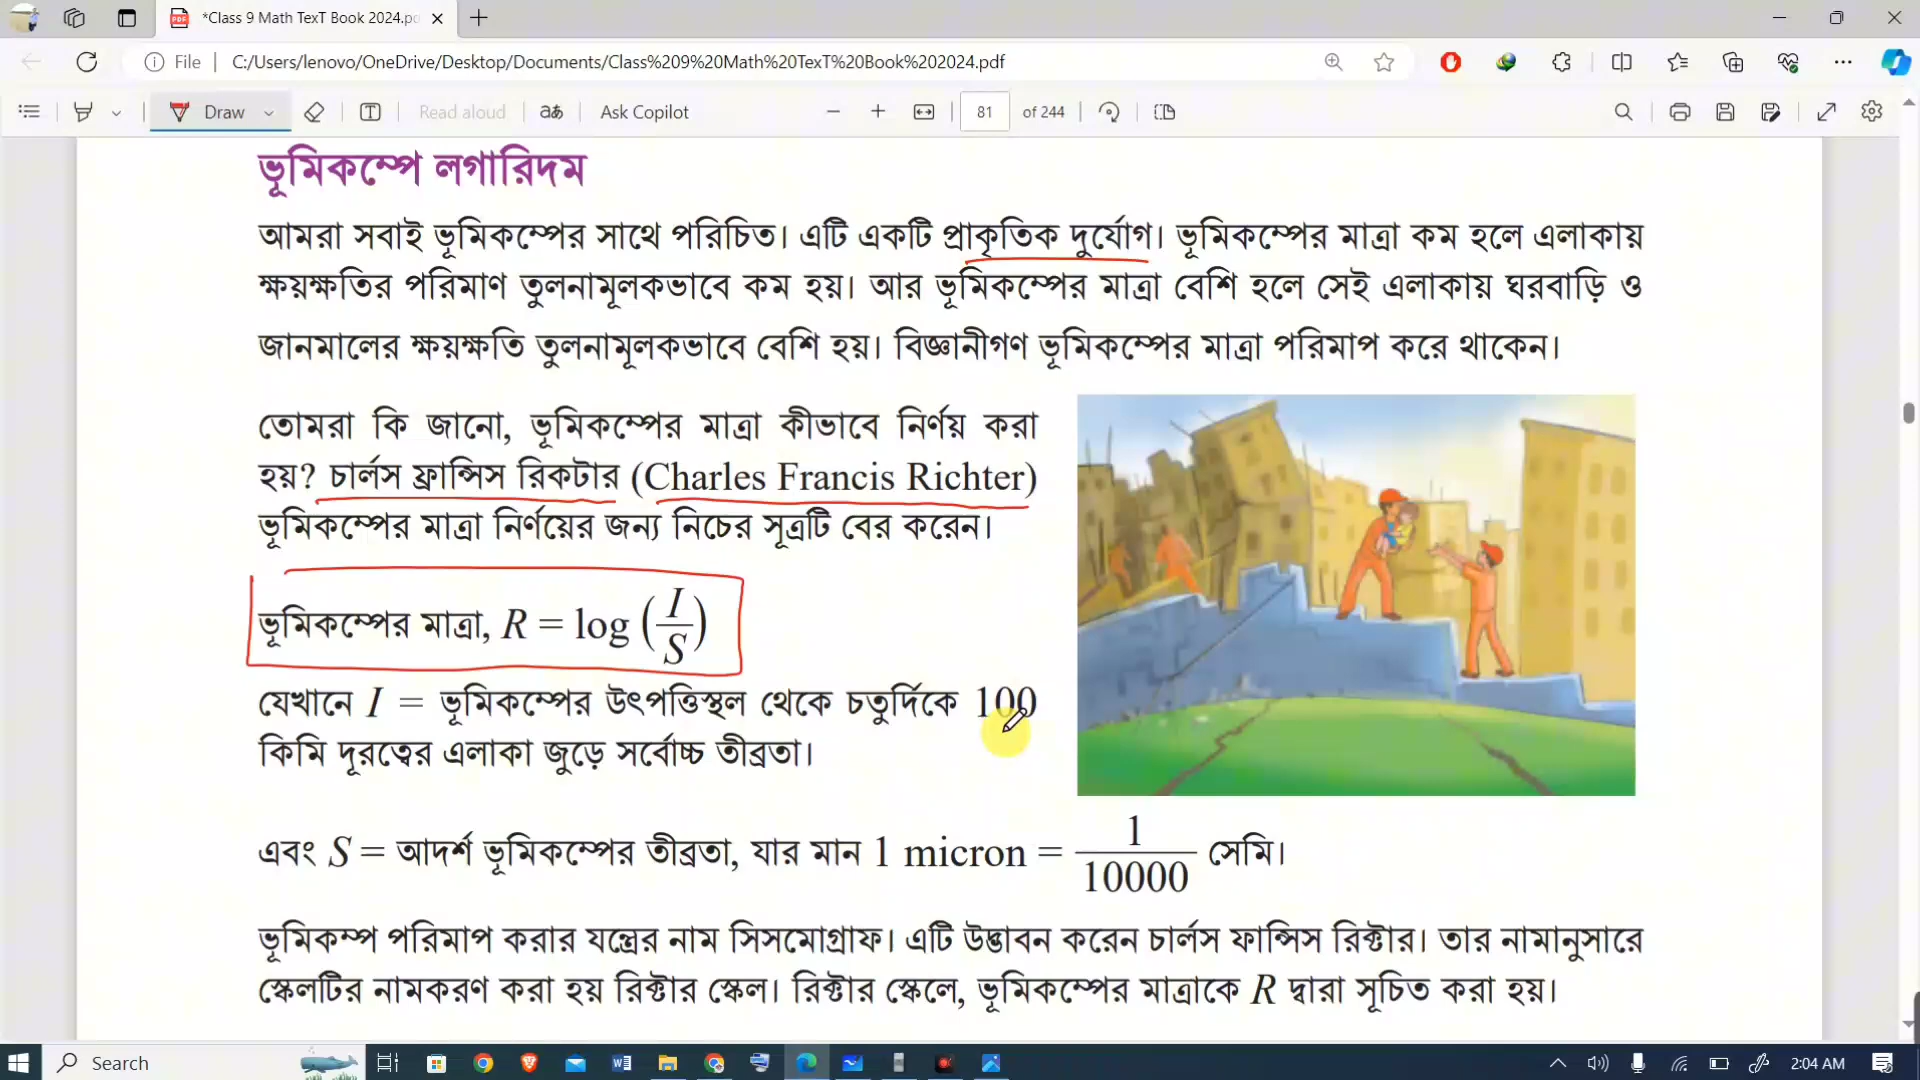 *Class 9 Math TexT Book 2024.pd
File | C:/Users/lenovo/OneDrive/Desktop/Documents/Class%209%20Math%20TexT%20Book%202024.pdf
Draw Read aloud aあ Ask Copilot 81 of 244
ভূমিকম্পে লগারিদম
আমরা সবাই ভূমিকম্পের সাথে পরিচিত। এটি একটি প্রাকৃতিক দুর্যোগ। ভূমিকম্পের মাত্রা কম হলে এলাকায়
ক্ষয়ক্ষতির পরিমাণ তুলনামূলকভাবে কম হয়। আর ভূমিকম্পের মাত্রা বেশি হলে সেই এলাকায় ঘরবাড়ি ও
জানমালের ক্ষয়ক্ষতি তুলনামূলকভাবে বেশি হয়। বিজ্ঞানীগণ ভূমিকম্পের মাত্রা পরিমাপ করে থাকেন।
তোমরা কি জানো, ভূমিকম্পের মাত্রা কীভাবে নির্ণয় করা
হয়? চার্লস ফ্রান্সিস রিকটার (Charles Francis Richter)
ভূমিকম্পের মাত্রা নির্ণয়ের জন্য নিচের সূত্রটি বের করেন।
ভূমিকম্পের মাত্রা, R = log (I/S)
যেখানে I = ভূমিকম্পের উৎপত্তিস্থল থেকে চতুর্দিকে 100
কিমি দূরত্বের এলাকা জুড়ে সর্বোচ্চ তীব্রতা।
এবং S = আদর্শ ভূমিকম্পের তীব্রতা, যার মান 1 micron = 1/10000 সেমি।
ভূমিকম্প পরিমাপ করার যন্ত্রের নাম সিসমোগ্রাফ। এটি উদ্ভাবন করেন চার্লস ফান্সিস রিক্টার। তার নামানুসারে
স্কেলটির নামকরণ করা হয় রিক্টার স্কেল। রিক্টার স্কেলে, ভূমিকম্পের মাত্রাকে R দ্বারা সূচিত করা হয়।
Search 2:04 AM